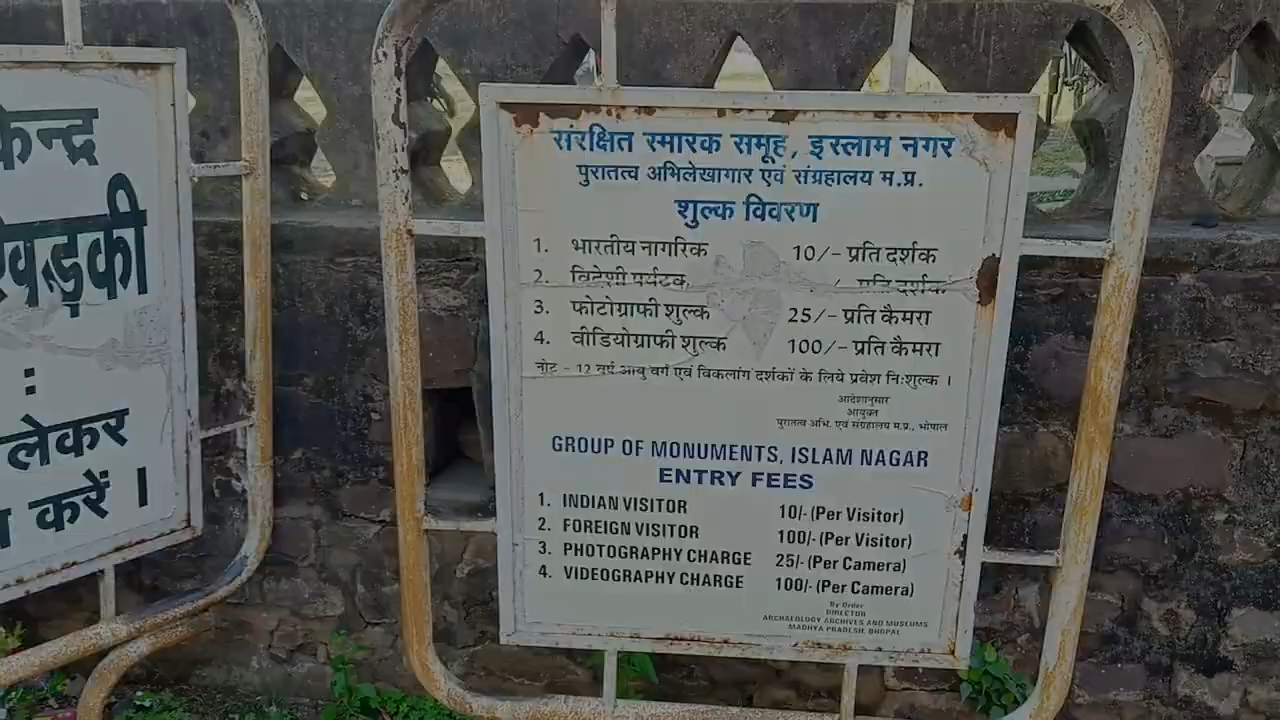 केन्द्र
खिड़की
:
लेकर
करें ।
संरक्षित स्मारक समूह, इस्लाम नगर
पुरातत्व अभिलेखागार एवं संग्रहालय म.प्र.
शुल्क विवरण
1. भारतीय नागरिक 10/- प्रति दर्शक
2. विदेशी पर्यटक प्रति दर्शक
3. फोटोग्राफी शुल्क 25/- प्रति कैमरा
4. वीडियोग्राफी शुल्क 100/- प्रति कैमरा
नोट - 12 वर्ष आयु वर्ग एवं विकलांग दर्शकों के लिये प्रवेश निःशुल्क ।
आदेशानुसार
आयुक्त
पुरातत्व अभि. एवं संग्रहालय म.प्र., भोपाल
GROUP OF MONUMENTS, ISLAM NAGAR
ENTRY FEES
1. INDIAN VISITOR 10/- (Per Visitor)
2. FOREIGN VISITOR 100/- (Per Visitor)
3. PHOTOGRAPHY CHARGE 25/- (Per Camera)
4. VIDEOGRAPHY CHARGE 100/- (Per Camera)
By Order
DIRECTOR
ARCHAEOLOGY ARCHIVES AND MUSEUMS
MADHYA PRADESH, BHOPAL